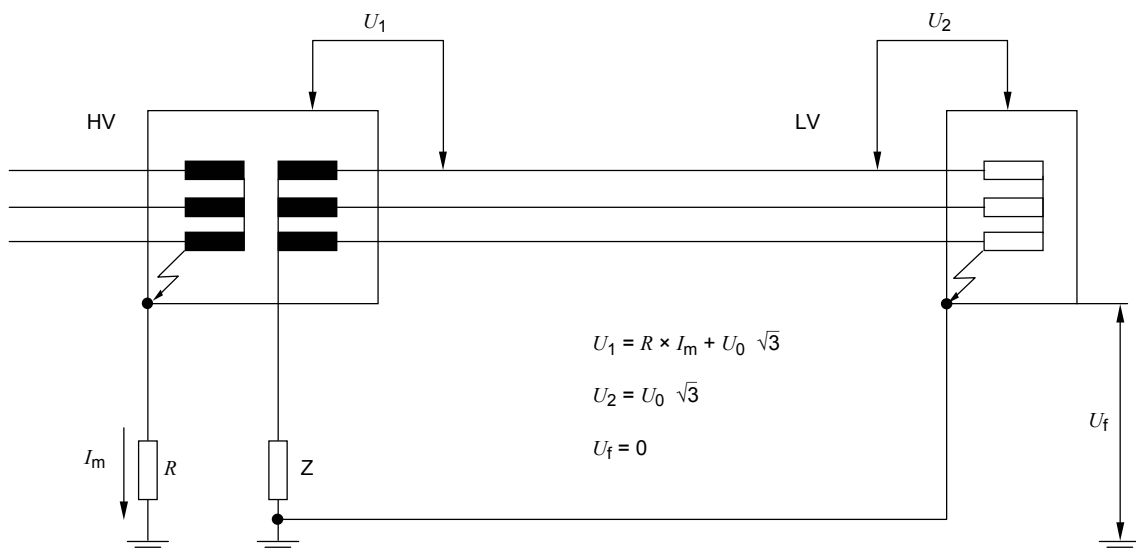 U1
U2
HV
LV
U1 = R × Im + U0 √3
U2 = U0 √3
Uf
Im
R
Z
Uf = 0